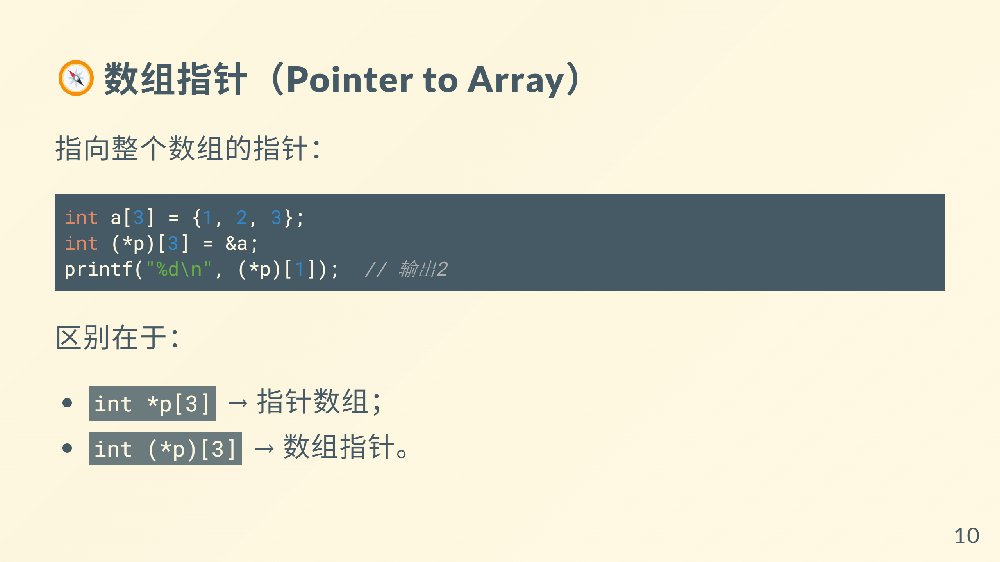 数组指针（Pointer to Array）
指向整个数组的指针：
int a[3] = {1, 2, 3};
int (*p)[3] = &a;
printf("%d\n", (*p)[1]);  // 输出2
区别在于：
• int *p[3] → 指针数组；
• int (*p)[3] → 数组指针。
10